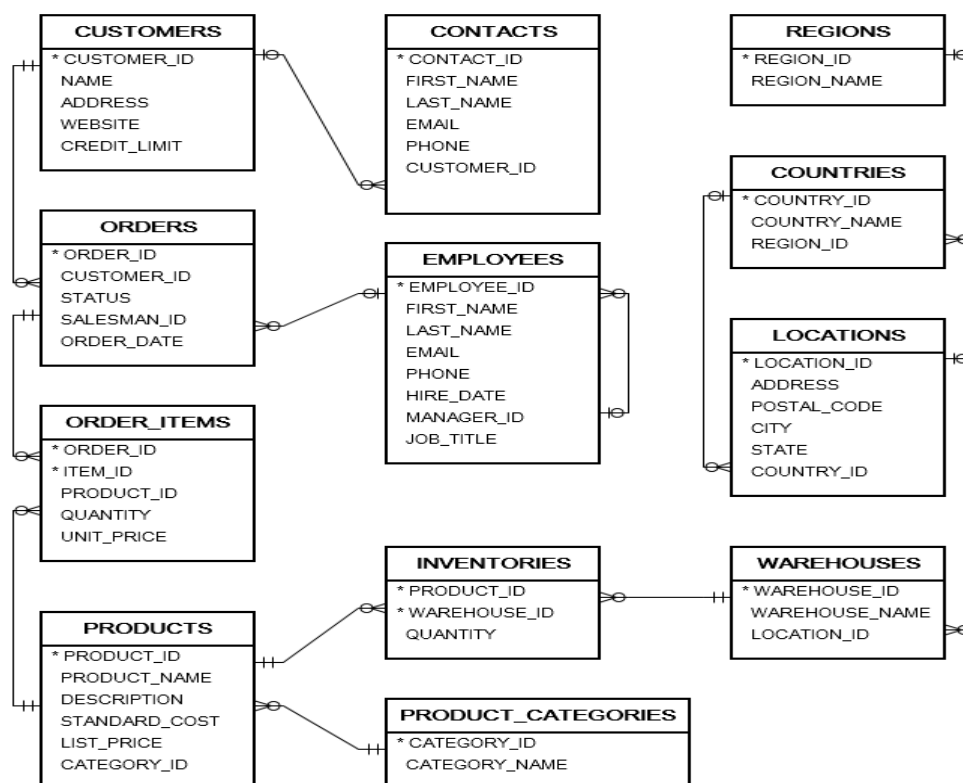 CUSTOMERS
* CUSTOMER_ID
NAME
ADDRESS
WEBSITE
CREDIT_LIMIT
CONTACTS
* CONTACT_ID
FIRST_NAME
LAST_NAME
EMAIL
PHONE
CUSTOMER_ID
REGIONS
* REGION_ID
REGION_NAME
COUNTRIES
* COUNTRY_ID
COUNTRY_NAME
REGION_ID
ORDERS
* ORDER_ID
CUSTOMER_ID
STATUS
SALESMAN_ID
ORDER_DATE
EMPLOYEES
* EMPLOYEE_ID
FIRST_NAME
LAST_NAME
EMAIL
PHONE
HIRE_DATE
MANAGER_ID
JOB_TITLE
LOCATIONS
* LOCATION_ID
ADDRESS
POSTAL_CODE
CITY
STATE
COUNTRY_ID
ORDER_ITEMS
* ORDER_ID
* ITEM_ID
PRODUCT_ID
QUANTITY
UNIT_PRICE
INVENTORIES
* PRODUCT_ID
* WAREHOUSE_ID
QUANTITY
WAREHOUSES
* WAREHOUSE_ID
WAREHOUSE_NAME
LOCATION_ID
PRODUCTS
* PRODUCT_ID
PRODUCT_NAME
DESCRIPTION
STANDARD_COST
LIST_PRICE
CATEGORY_ID
PRODUCT_CATEGORIES
* CATEGORY_ID
CATEGORY_NAME